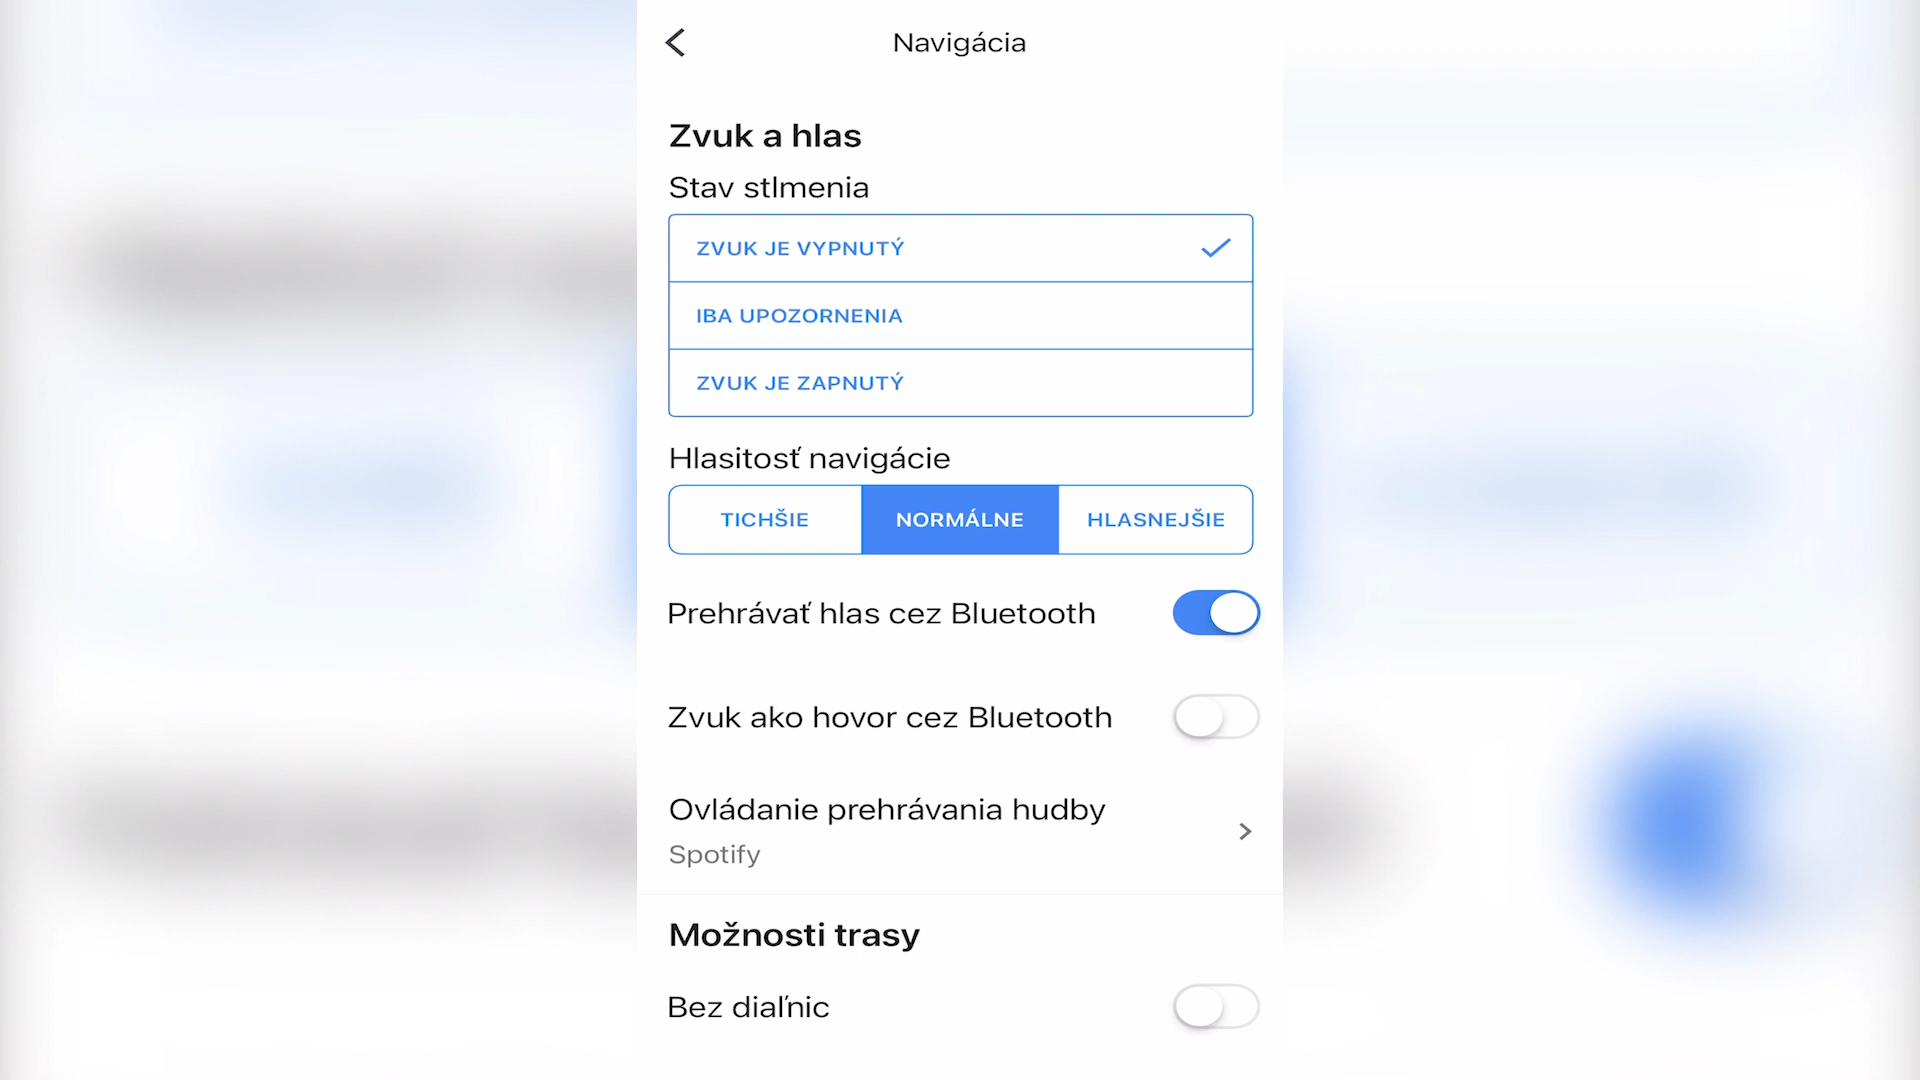 Navigácia
Zvuk a hlas
Stav stlmenia
ZVUK JE VYPNUTÝ
IBA UPOZORNENIA
ZVUK JE ZAPNUTÝ
Hlasitosť navigácie
TICHŠIE NORMÁLNE HLASNEJŠIE
Prehrávať hlas cez Bluetooth
Zvuk ako hovor cez Bluetooth
Ovládanie prehrávania hudby
Spotify
Možnosti trasy
Bez diaľnic